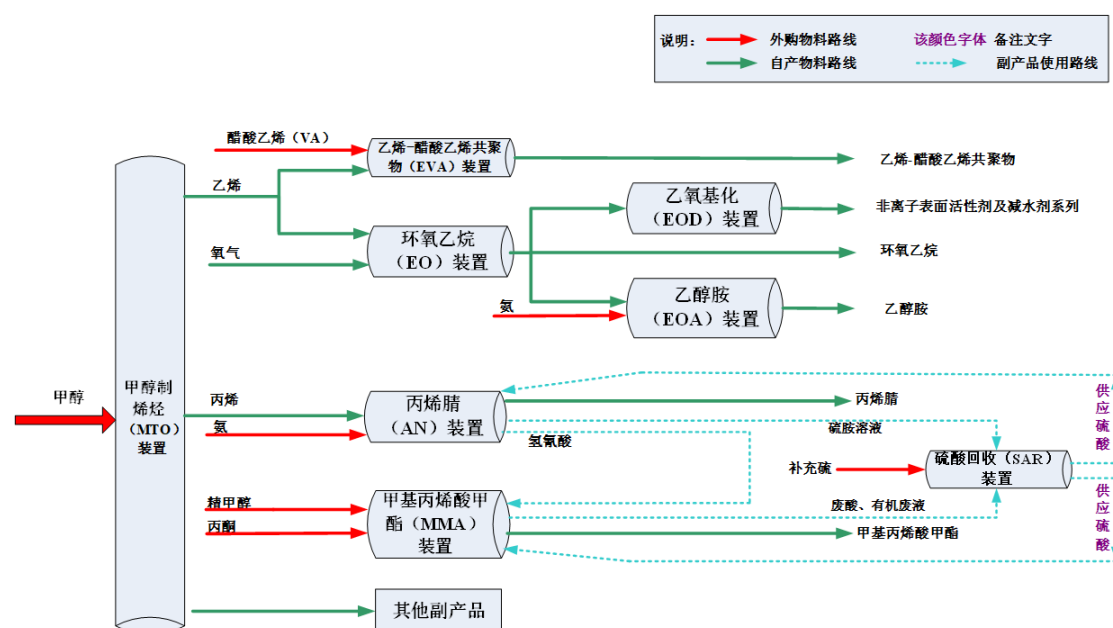 说明：
外购物料路线
该颜色字体 备注文字
自产物料路线
副产品使用路线
醋酸乙烯（VA）
乙烯-醋酸乙烯共聚
物（EVA）装置
乙烯-醋酸乙烯共聚物
乙烯
乙氧基化
（EOD）装置
非离子表面活性剂及减水剂系列
氧气
环氧乙烷
（EO）装置
环氧乙烷
氨
乙醇胺
（EOA）装置
乙醇胺
甲醇
甲醇制
烯烃
（MTO）
装置
丙烯
氨
丙烯腈
（AN）装置
丙烯腈
硫胺溶液
氢氰酸
供
应
硫
酸
补充硫
硫酸回收（SAR）
装置
精甲醇
丙酮
甲基丙烯酸甲
酯（MMA）
装置
废酸、有机废液
甲基丙烯酸甲酯
供
应
硫
酸
其他副产品